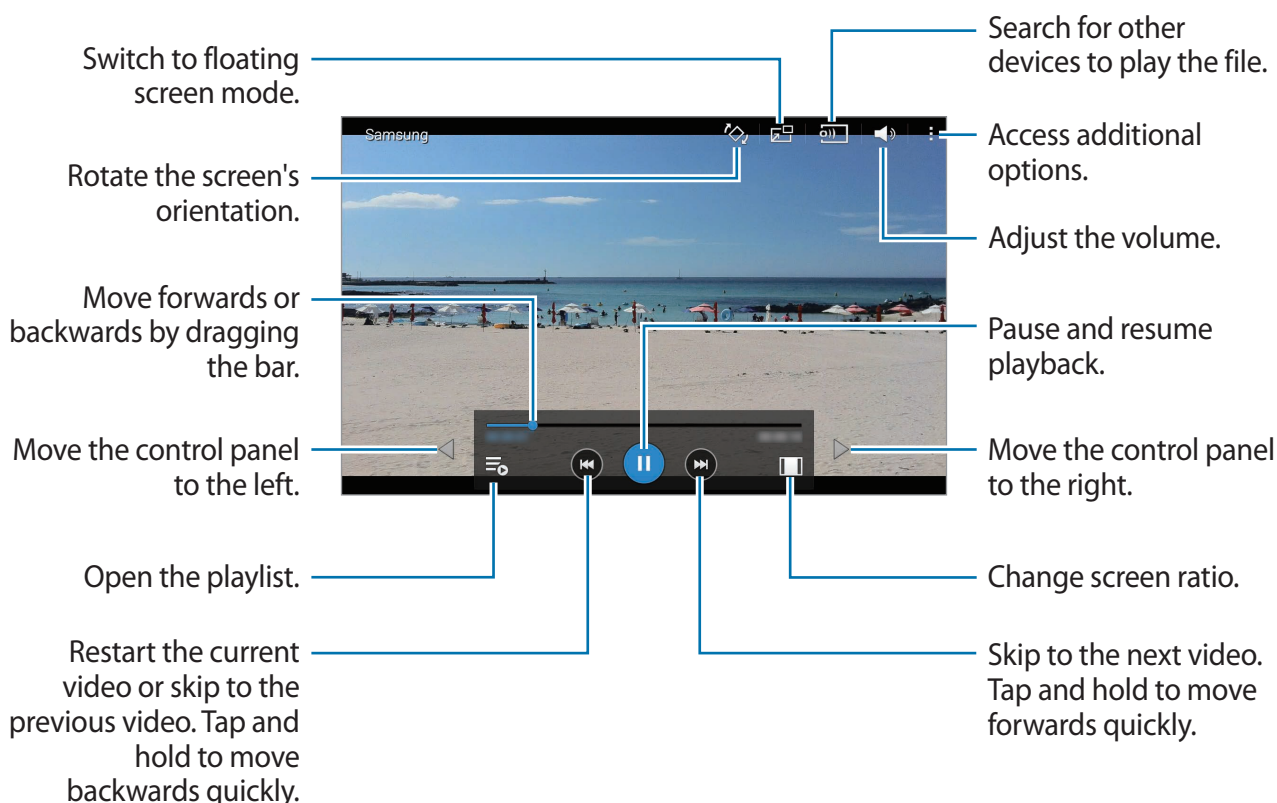 Switch to floating
screen mode.
Search for other
devices to play the file.
Samsung
Rotate the screen's
orientation.
Access additional
options.
Adjust the volume.
Move forwards or
backwards by dragging
the bar.
Pause and resume
playback.
Move the control panel
to the left.
Move the control panel
to the right.
Open the playlist.
Change screen ratio.
Restart the current
video or skip to the
previous video. Tap and
hold to move
backwards quickly.
Skip to the next video.
Tap and hold to move
forwards quickly.